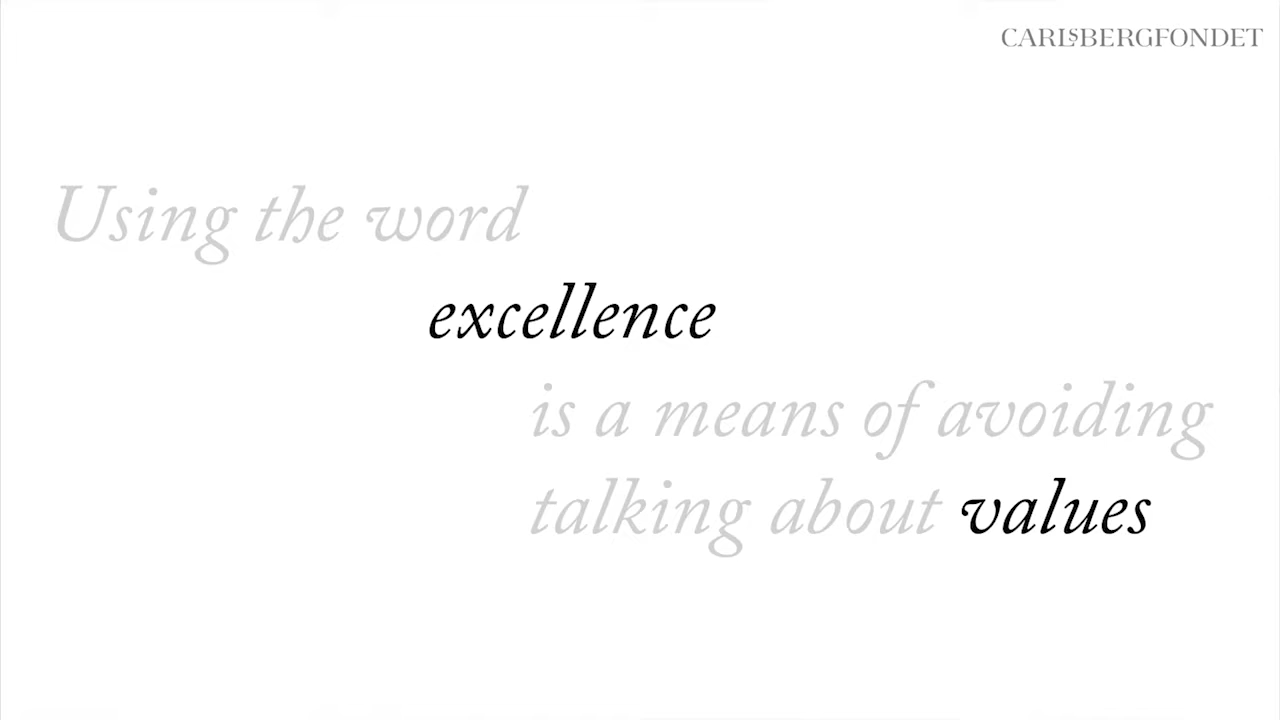 CARLSBERGFONDET
Using the word
excellence
is a means of avoiding
talking about values